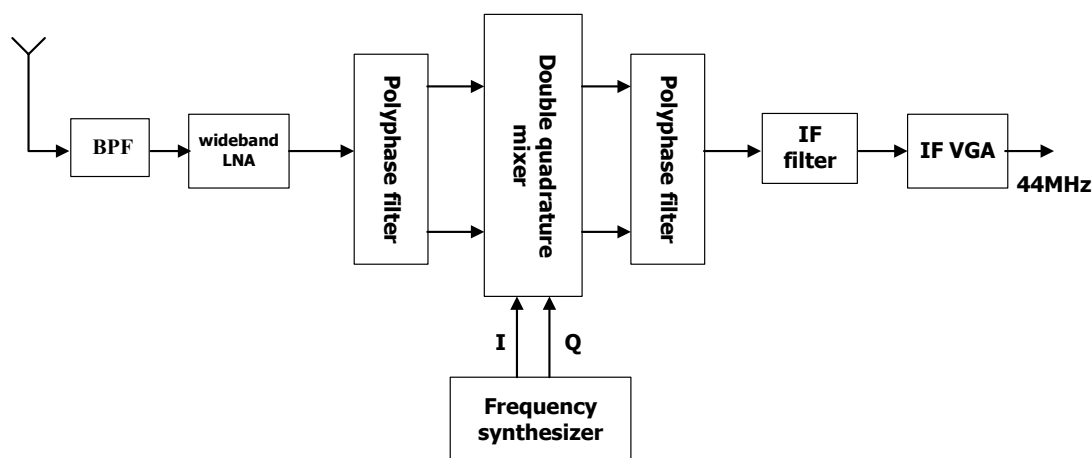 BPF
wideband
LNA
Polyphase filter
Double quadrature
mixer
Polyphase filter
IF
filter
IF VGA
44MHz
I
Q
Frequency
synthesizer